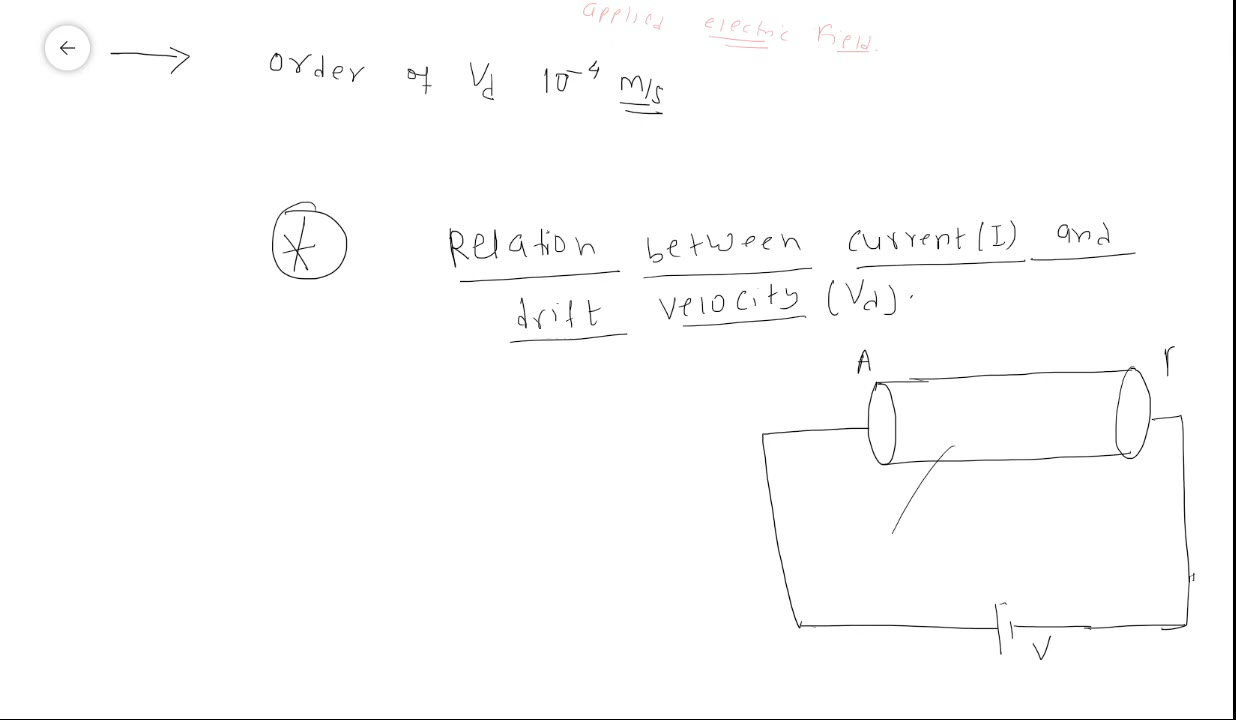 applied electric field.
→ order of Vd 10⁻⁴ m/s
* Relation between current (I) and
drift velocity (Vd).
A
V